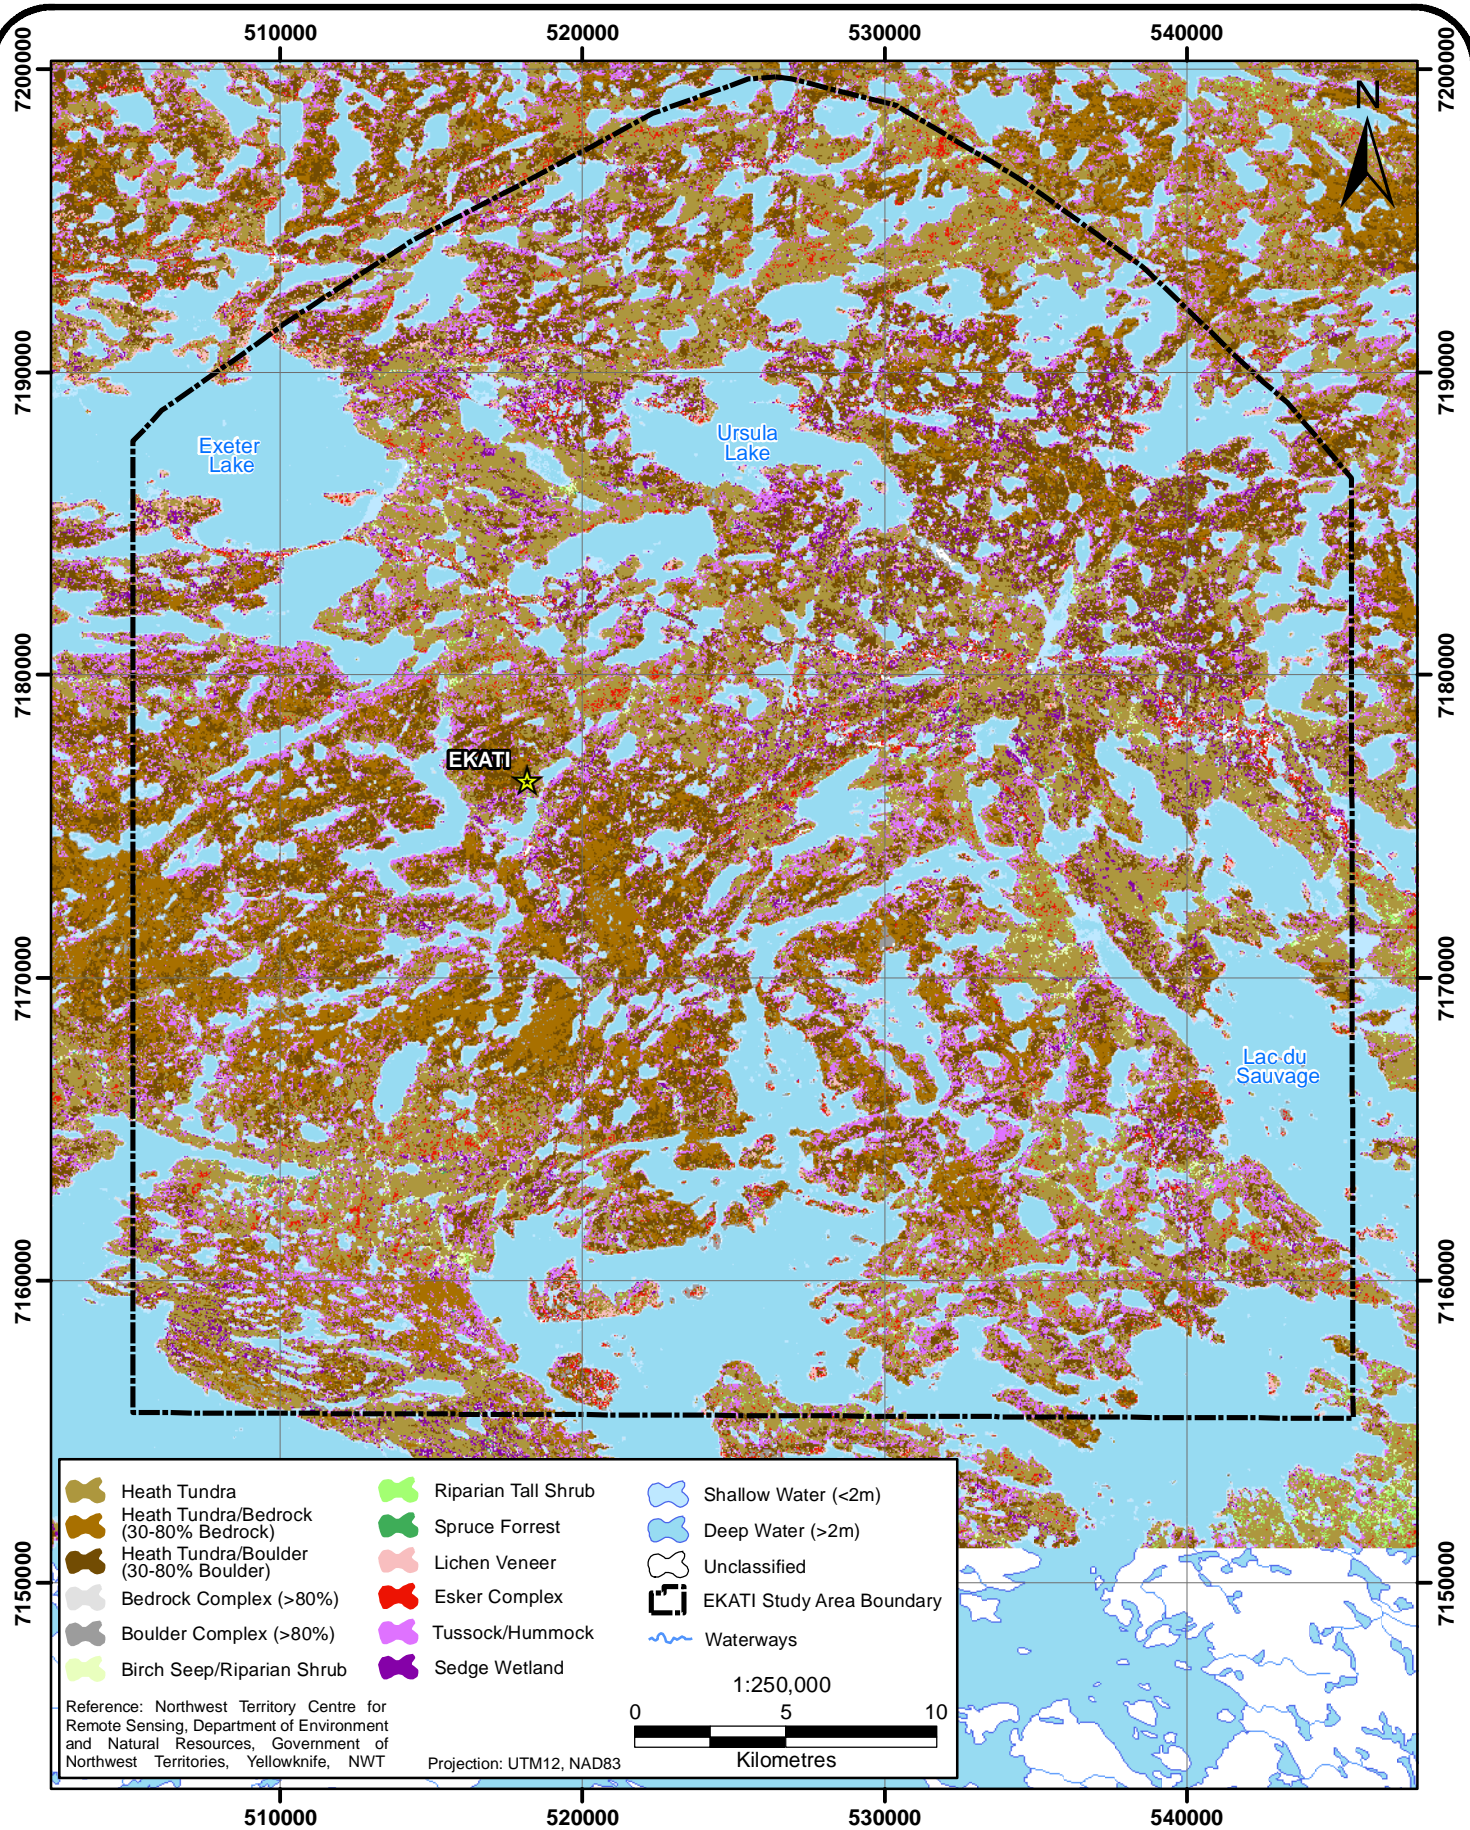 510000
520000
530000
540000
7200000
7200000
N
7190000
7190000
Exeter
Lake
Ursula
Lake
7180000
7180000
EKATI
7170000
7170000
Lac du
Sauvage
7160000
7160000
7150000
7150000
Heath Tundra
Heath Tundra/Bedrock
(30-80% Bedrock)
Heath Tundra/Boulder
(30-80% Boulder)
Bedrock Complex (>80%)
Boulder Complex (>80%)
Birch Seep/Riparian Shrub
Riparian Tall Shrub
Spruce Forrest
Lichen Veneer
Esker Complex
Tussock/Hummock
Sedge Wetland
Shallow Water (<2m)
Deep Water (>2m)
Unclassified
EKATI Study Area Boundary
Waterways
1:250,000
0 5 10
Kilometres
Reference: Northwest Territory Centre for
Remote Sensing, Department of Environment
and Natural Resources, Government of
Northwest Territories, Yellowknife, NWT
Projection: UTM12, NAD83
510000
520000
530000
540000